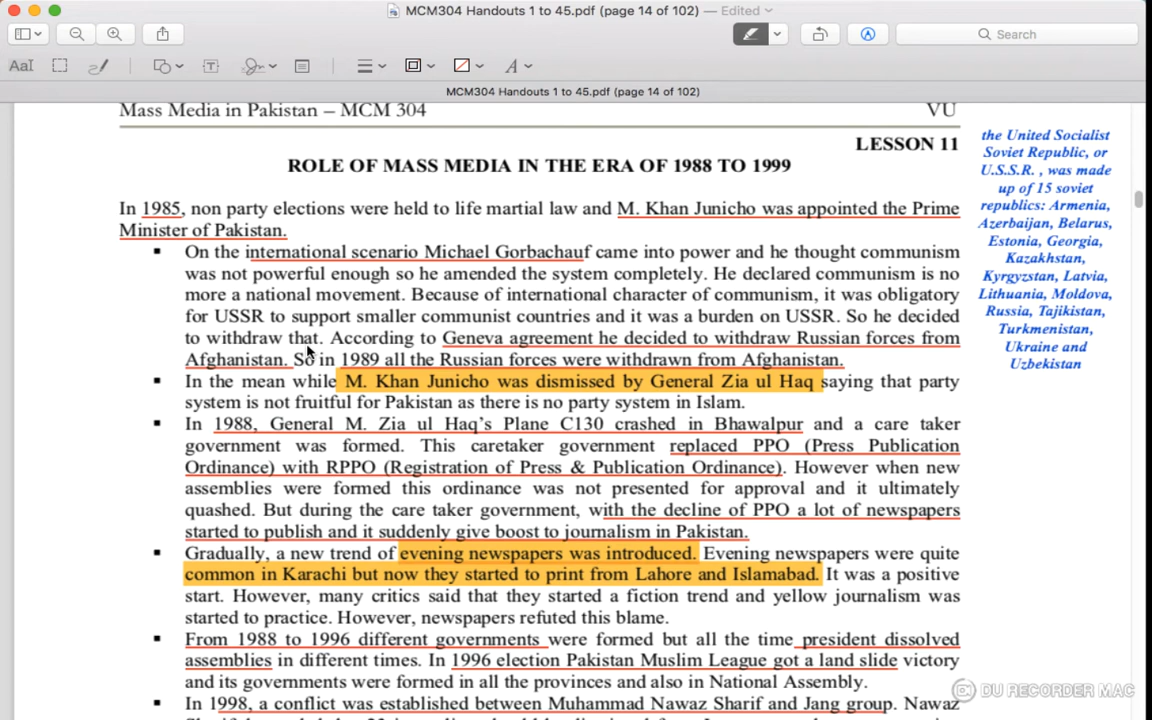 MCM304 Handouts 1 to 45.pdf (page 14 of 102) — Edited
Search
AaI
T
A
MCM304 Handouts 1 to 45.pdf (page 14 of 102)
Mass Media in Pakistan – MCM 304 VU
LESSON 11
ROLE OF MASS MEDIA IN THE ERA OF 1988 TO 1999
In 1985, non party elections were held to life martial law and M. Khan Junicho was appointed the Prime
Minister of Pakistan.
▪ On the international scenario Michael Gorbachauf came into power and he thought communism
was not powerful enough so he amended the system completely. He declared communism is no
more a national movement. Because of international character of communism, it was obligatory
for USSR to support smaller communist countries and it was a burden on USSR. So he decided
to withdraw that. According to Geneva agreement he decided to withdraw Russian forces from
Afghanistan. So in 1989 all the Russian forces were withdrawn from Afghanistan.
▪ In the mean while M. Khan Junicho was dismissed by General Zia ul Haq saying that party
system is not fruitful for Pakistan as there is no party system in Islam.
▪ In 1988, General M. Zia ul Haq's Plane C130 crashed in Bhawalpur and a care taker
government was formed. This caretaker government replaced PPO (Press Publication
Ordinance) with RPPO (Registration of Press & Publication Ordinance). However when new
assemblies were formed this ordinance was not presented for approval and it ultimately
quashed. But during the care taker government, with the decline of PPO a lot of newspapers
started to publish and it suddenly give boost to journalism in Pakistan.
▪ Gradually, a new trend of evening newspapers was introduced. Evening newspapers were quite
common in Karachi but now they started to print from Lahore and Islamabad. It was a positive
start. However, many critics said that they started a fiction trend and yellow journalism was
started to practice. However, newspapers refuted this blame.
▪ From 1988 to 1996 different governments were formed but all the time president dissolved
assemblies in different times. In 1996 election Pakistan Muslim League got a land slide victory
and its governments were formed in all the provinces and also in National Assembly.
▪ In 1998, a conflict was established between Muhammad Nawaz Sharif and Jang group. Nawaz
the United Socialist
Soviet Republic, or
U.S.S.R. , was made
up of 15 soviet
republics: Armenia,
Azerbaijan, Belarus,
Estonia, Georgia,
Kazakhstan,
Kyrgyzstan, Latvia,
Lithuania, Moldova,
Russia, Tajikistan,
Turkmenistan,
Ukraine and
Uzbekistan
DU RECORDER MAC